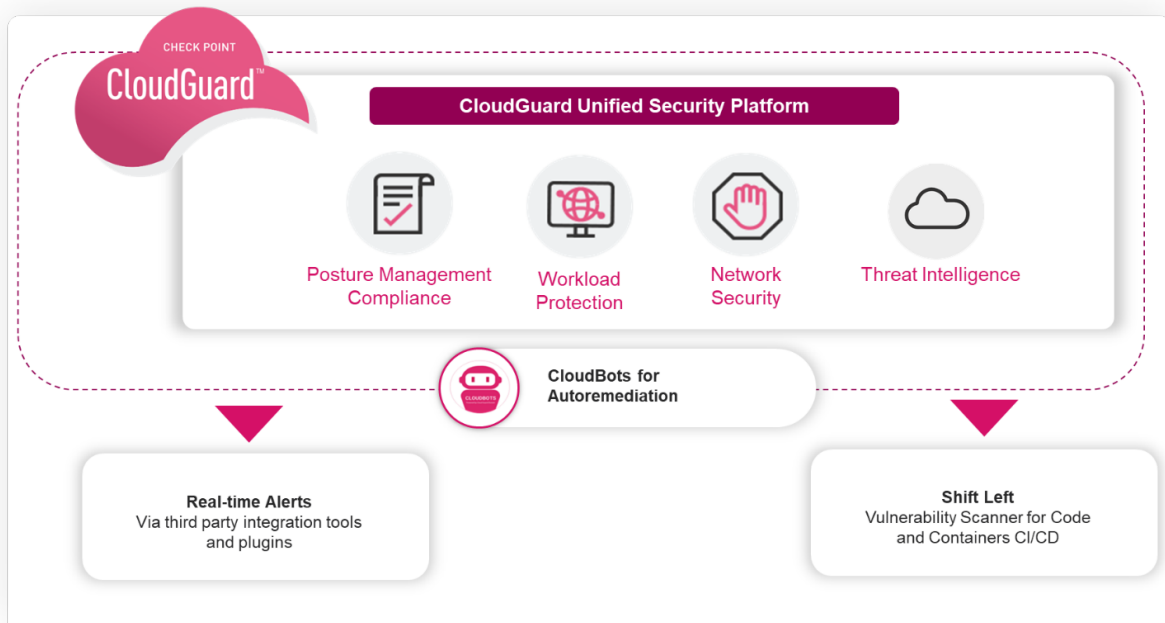 CHECK POINT
CloudGuard™
CloudGuard Unified Security Platform
Posture Management
Compliance
Workload
Protection
Network
Security
Threat Intelligence
CLOUDBOTS
CloudBots for
Autoremediation
Real-time Alerts
Via third party integration tools
and plugins
Shift Left
Vulnerability Scanner for Code
and Containers CI/CD